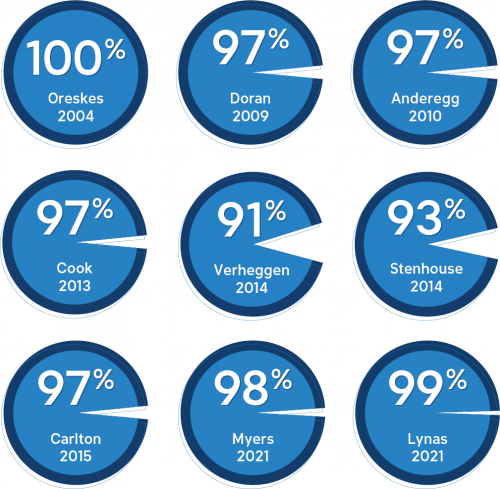 100%
Oreskes
2004
97%
Doran
2009
97%
Anderegg
2010
97%
Cook
2013
91%
Verheggen
2014
93%
Stenhouse
2014
97%
Carlton
2015
98%
Myers
2021
99%
Lynas
2021